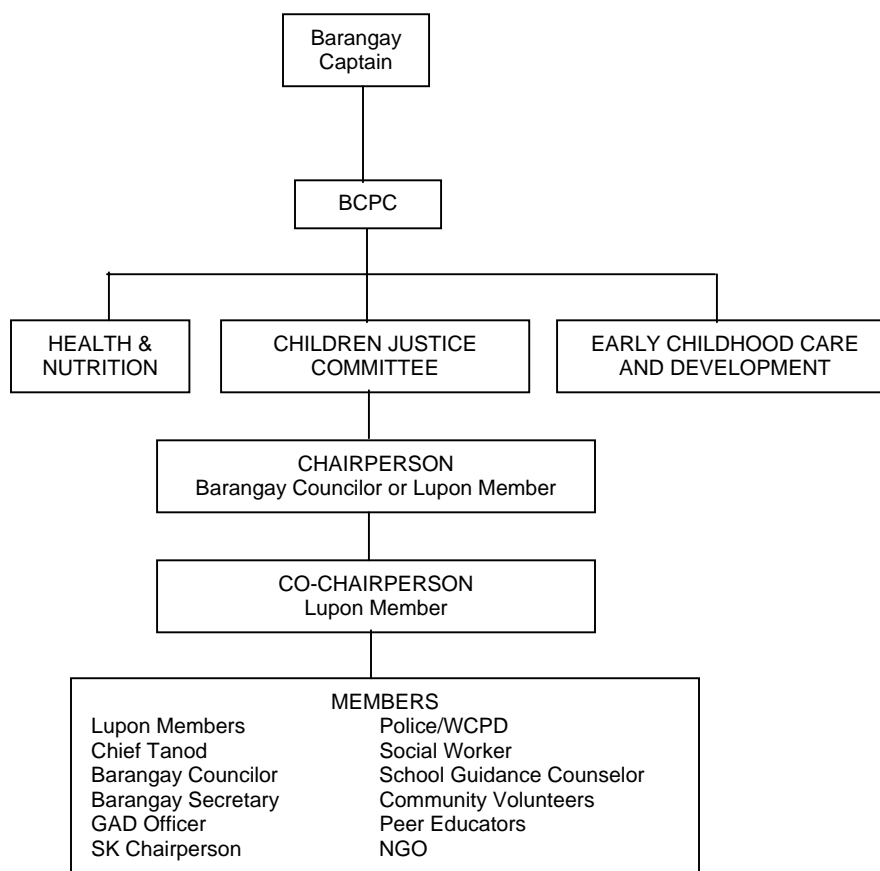 Barangay
Captain
BCPC
HEALTH &
NUTRITION
CHILDREN JUSTICE
COMMITTEE
EARLY CHILDHOOD CARE
AND DEVELOPMENT
CHAIRPERSON
Barangay Councilor or Lupon Member
CO-CHAIRPERSON
Lupon Member
MEMBERS
Lupon Members Police/WCPD
Chief Tanod Social Worker
Barangay Councilor School Guidance Counselor
Barangay Secretary Community Volunteers
GAD Officer Peer Educators
SK Chairperson NGO